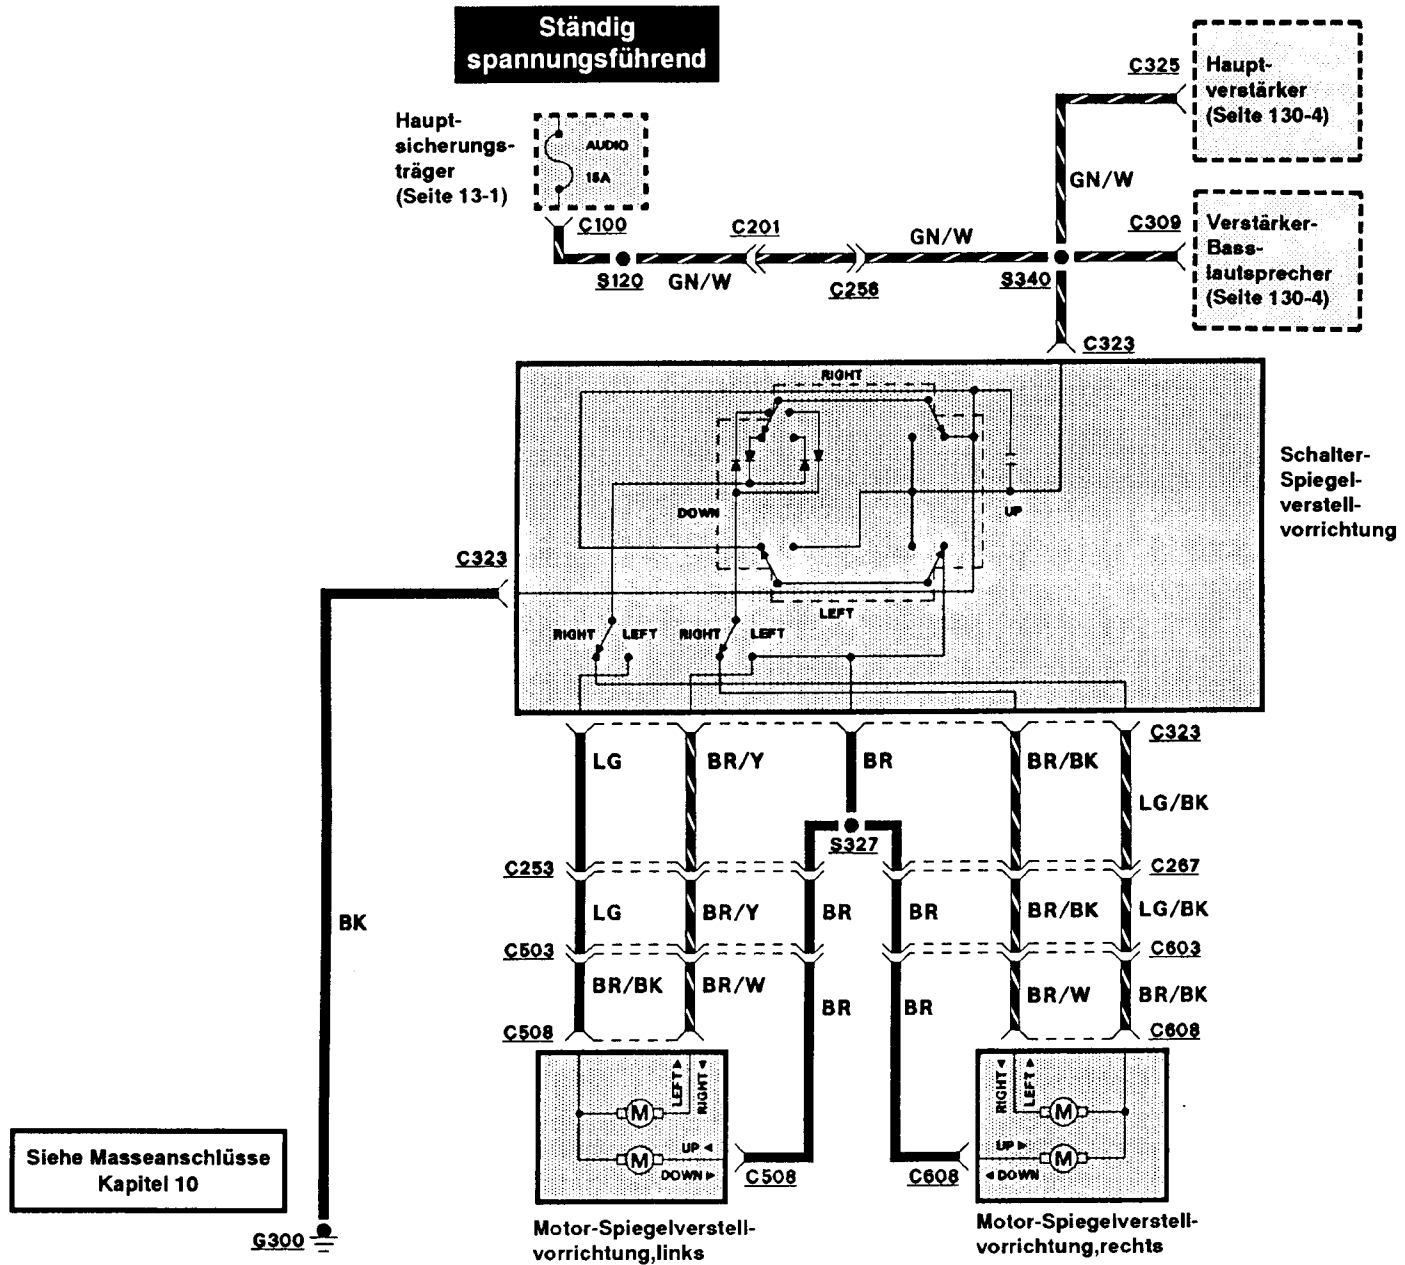 Ständig
spannungsführend
Haupt-
sicherungs-
träger
(Seite 13-1)
AUDIO
15A
C100
S120
GN/W
C201
C256
GN/W
S340
GN/W
C325
Haupt-
verstärker
(Seite 130-4)
C309
Verstärker-
Bass-
lautsprecher
(Seite 130-4)
C323
RIGHT
DOWN
UP
LEFT
Schalter-
Spiegel-
verstell-
vorrichtung
C323
RIGHT
LEFT
RIGHT
LEFT
C323
LG
BR/Y
BR
BR/BK
LG/BK
S327
C253
C267
LG
BR/Y
BR
BR
BR/BK
LG/BK
BK
C503
C603
BR/BK
BR/W
BR
BR
BR/W
BR/BK
C508
C608
LEFT
RIGHT
M
M
UP
DOWN
C508
C608
RIGHT
LEFT
M
M
UP
DOWN
Siehe Masseanschlüsse
Kapitel 10
G300
Motor-Spiegelverstell-
vorrichtung,links
Motor-Spiegelverstell-
vorrichtung,rechts